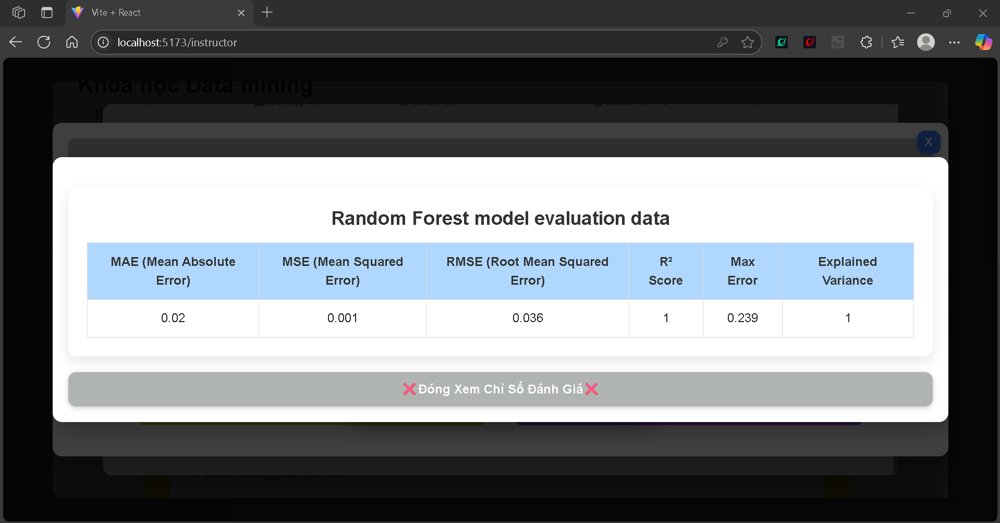 Vite + React
localhost:5173/instructor
Khóa học Data mining
X
Random Forest model evaluation data
MAE (Mean Absolute Error)
MSE (Mean Squared Error)
RMSE (Root Mean Squared Error)
R² Score
Max Error
Explained Variance
0.02
0.001
0.036
1
0.239
1
❌Đóng Xem Chỉ Số Đánh Giá❌